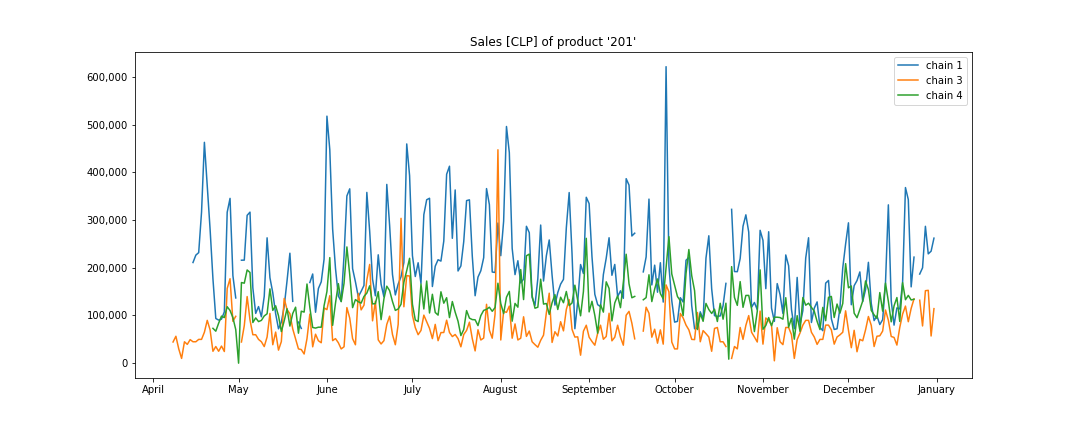 Sales [CLP] of product '201'
chain 1
chain 3
chain 4
600,000
500,000
400,000
300,000
200,000
100,000
0
April May June July August September October November December January